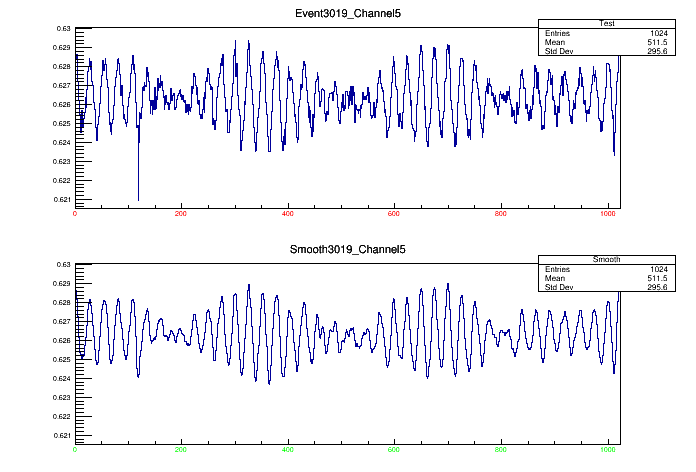 Event3019_Channel5
Test
Entries 1024
Mean 511.5
Std Dev 295.6
0.63
0.629
0.628
0.627
0.626
0.625
0.624
0.623
0.622
0.621
0 200 400 600 800 1000
Smooth3019_Channel5
Smooth
Entries 1024
Mean 511.5
Std Dev 295.6
0.63
0.629
0.628
0.627
0.626
0.625
0.624
0.623
0.622
0.621
0 200 400 600 800 1000